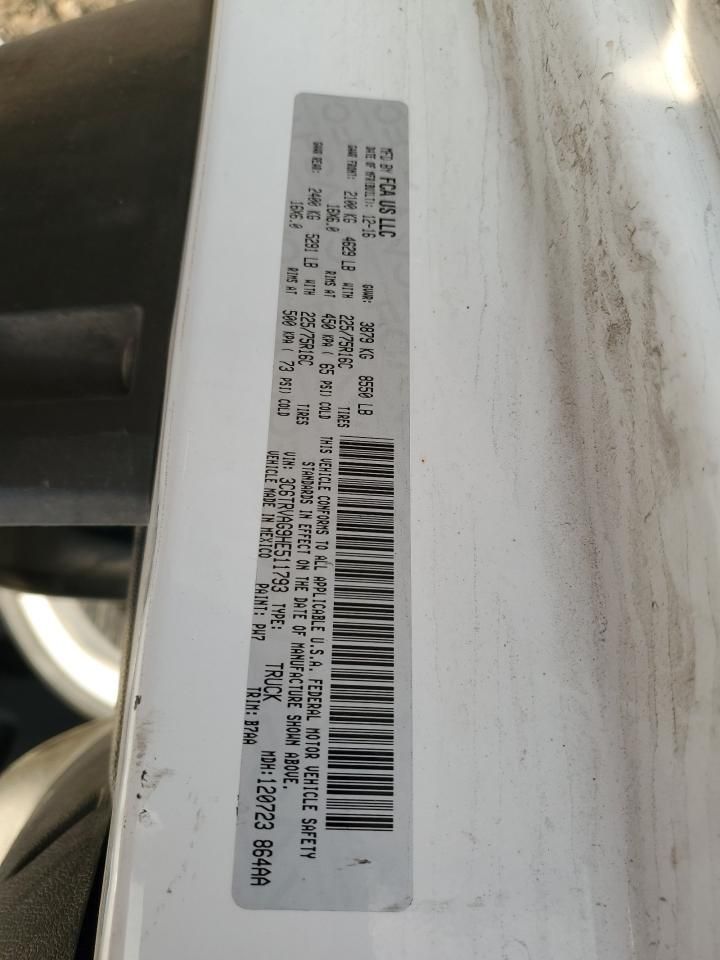 MFD BY FCA US LLC
DATE OF MFR(BUILT): 12-16 GVWR: 3879 KG 8550 LB
GAWR FRONT: 2100 KG 4629 LB WITH 225/75R16C TIRES
16X6.0 RIMS AT 450 KPA ( 65 PSI) COLD
GAWR REAR: 2400 KG 5291 LB WITH 225/75R16C TIRES
16X6.0 RIMS AT 500 KPA ( 73 PSI) COLD
THIS VEHICLE CONFORMS TO ALL APPLICABLE U.S.A. FEDERAL MOTOR VEHICLE SAFETY
STANDARDS IN EFFECT ON THE DATE OF MANUFACTURE SHOWN ABOVE.
VIN: 3C6TRVAG9HE511793 TYPE: TRUCK MDH:120723 864AA
VEHICLE MADE IN MEXICO PAINT: PW7 TRIM: B7AA